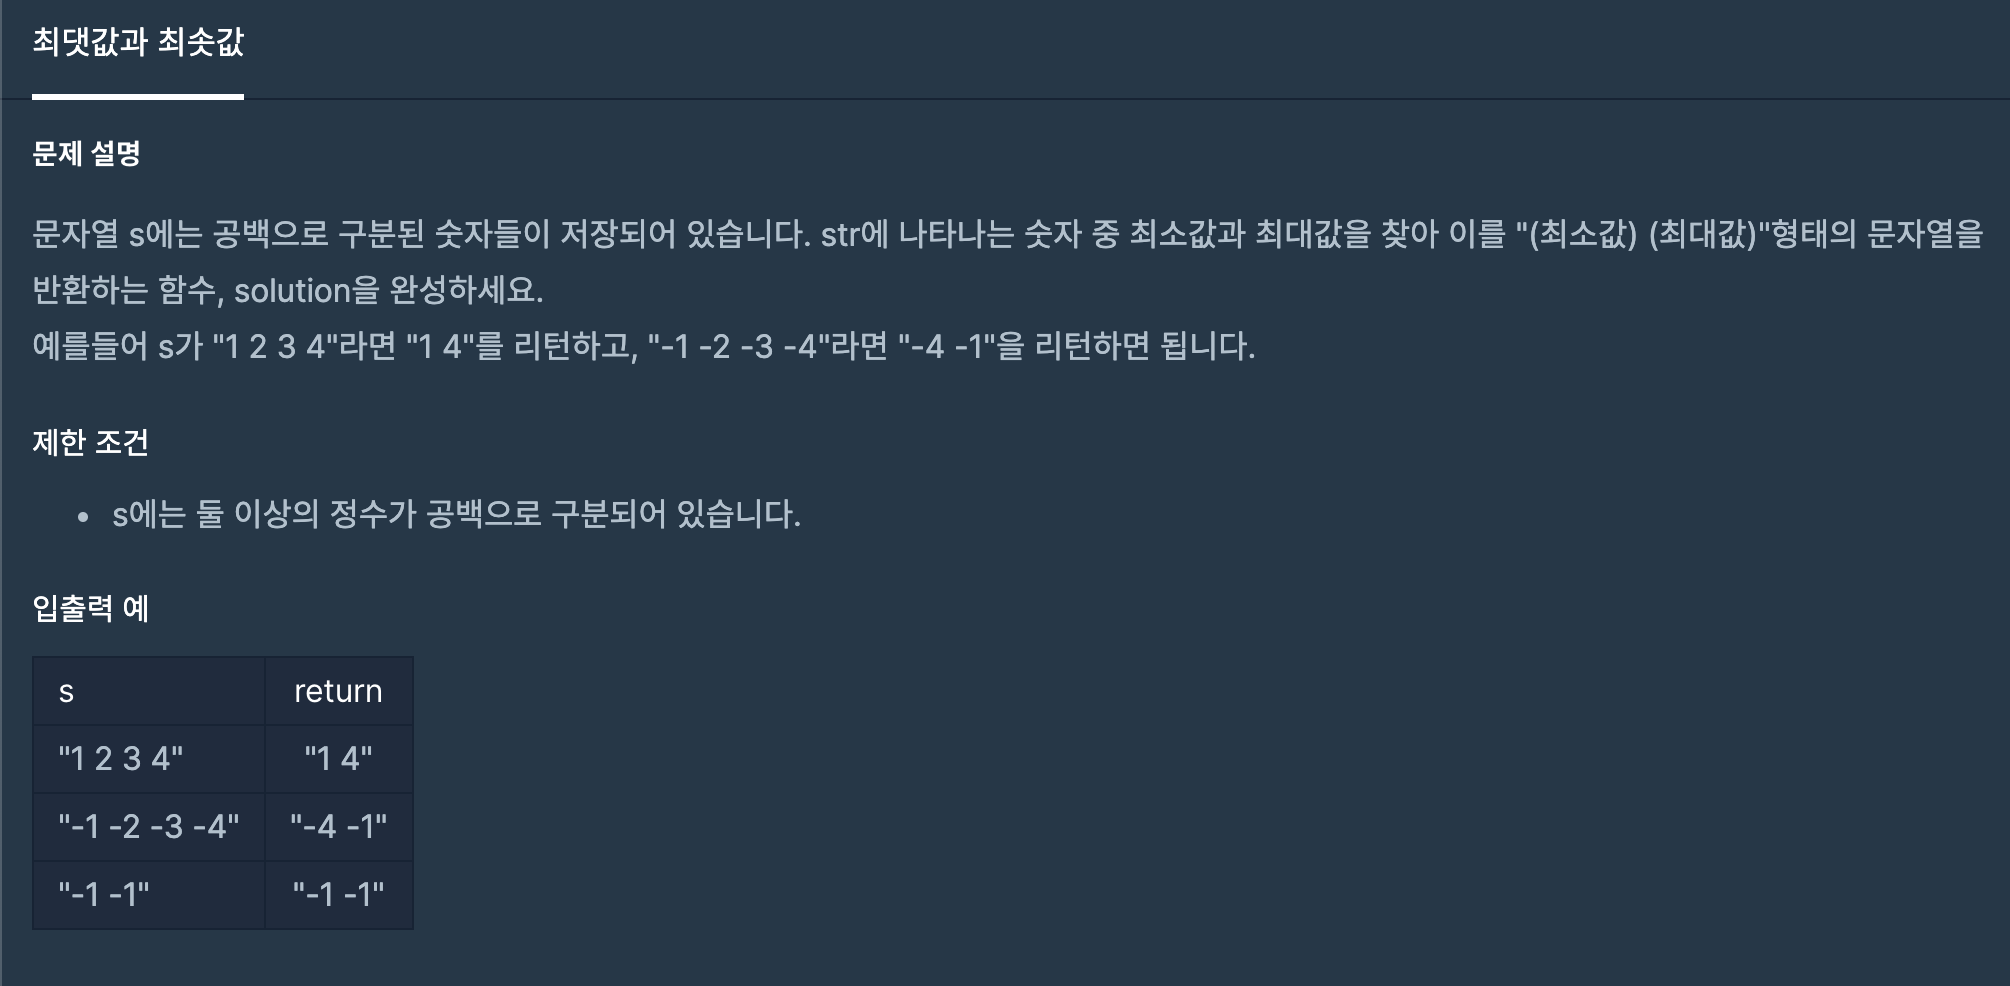 최댓값과 최솟값
문제 설명
문자열 s에는 공백으로 구분된 숫자들이 저장되어 있습니다. str에 나타나는 숫자 중 최소값과 최대값을 찾아 이를 "(최소값) (최대값)"형태의 문자열을
반환하는 함수, solution을 완성하세요.
예를들어 s가 "1 2 3 4"라면 "1 4"를 리턴하고, "-1 -2 -3 -4"라면 "-4 -1"을 리턴하면 됩니다.
제한 조건
• s에는 둘 이상의 정수가 공백으로 구분되어 있습니다.
입출력 예
s return
"1 2 3 4" "1 4"
"-1 -2 -3 -4" "-4 -1"
"-1 -1" "-1 -1"